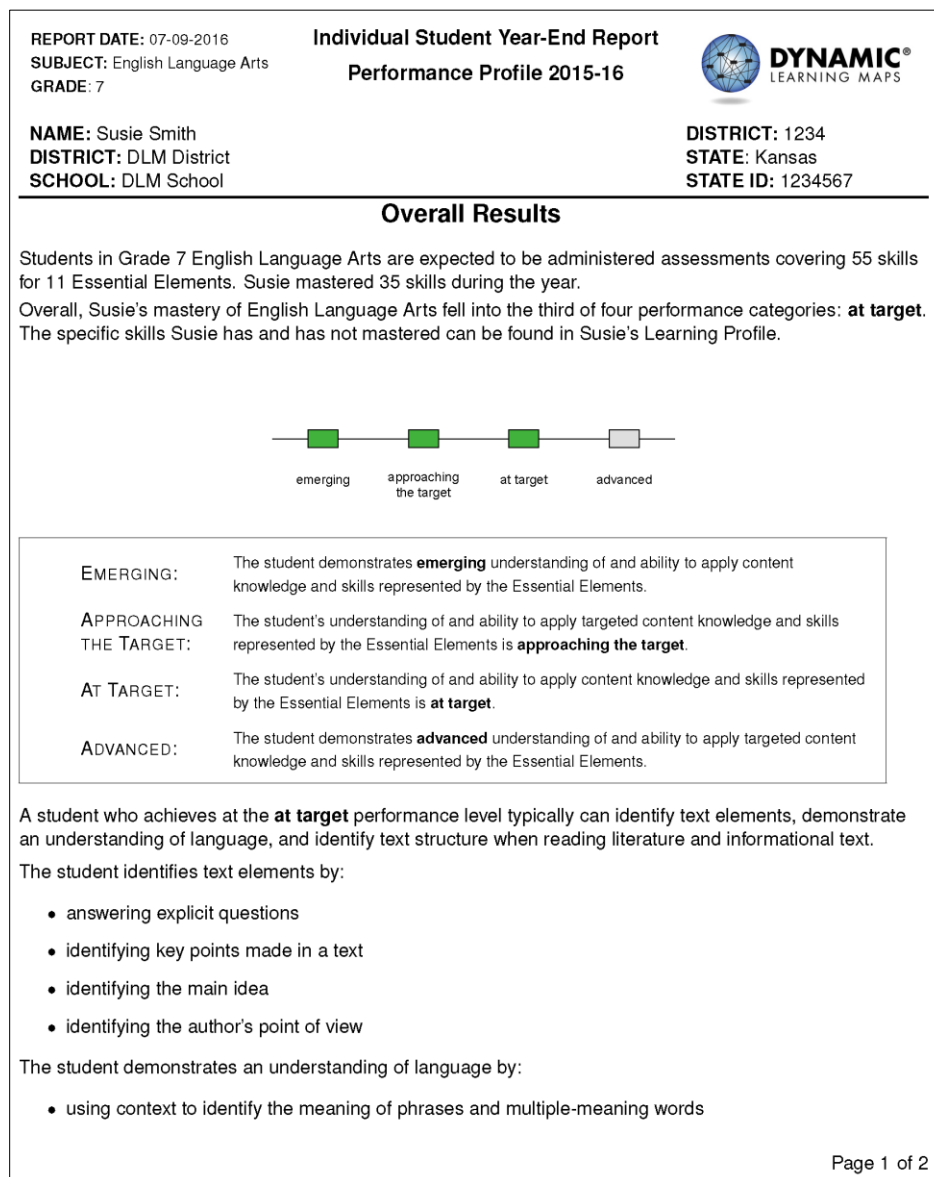 REPORT DATE: 07-09-2016
SUBJECT: English Language Arts
GRADE: 7
Individual Student Year-End Report
Performance Profile 2015-16
DYNAMIC®
LEARNING MAPS
NAME: Susie Smith
DISTRICT: DLM District
SCHOOL: DLM School
DISTRICT: 1234
STATE: Kansas
STATE ID: 1234567
Overall Results
Students in Grade 7 English Language Arts are expected to be administered assessments covering 55 skills
for 11 Essential Elements. Susie mastered 35 skills during the year.
Overall, Susie's mastery of English Language Arts fell into the third of four performance categories: at target.
The specific skills Susie has and has not mastered can be found in Susie's Learning Profile.
emerging
approaching
the target
at target
advanced
EMERGING:
The student demonstrates emerging understanding of and ability to apply content
knowledge and skills represented by the Essential Elements.
APPROACHING
THE TARGET:
The student's understanding of and ability to apply targeted content knowledge and skills
represented by the Essential Elements is approaching the target.
AT TARGET:
The student's understanding of and ability to apply content knowledge and skills represented
by the Essential Elements is at target.
ADVANCED:
The student demonstrates advanced understanding of and ability to apply targeted content
knowledge and skills represented by the Essential Elements.
A student who achieves at the at target performance level typically can identify text elements, demonstrate
an understanding of language, and identify text structure when reading literature and informational text.
The student identifies text elements by:
• answering explicit questions
• identifying key points made in a text
• identifying the main idea
• identifying the author's point of view
The student demonstrates an understanding of language by:
• using context to identify the meaning of phrases and multiple-meaning words
Page 1 of 2